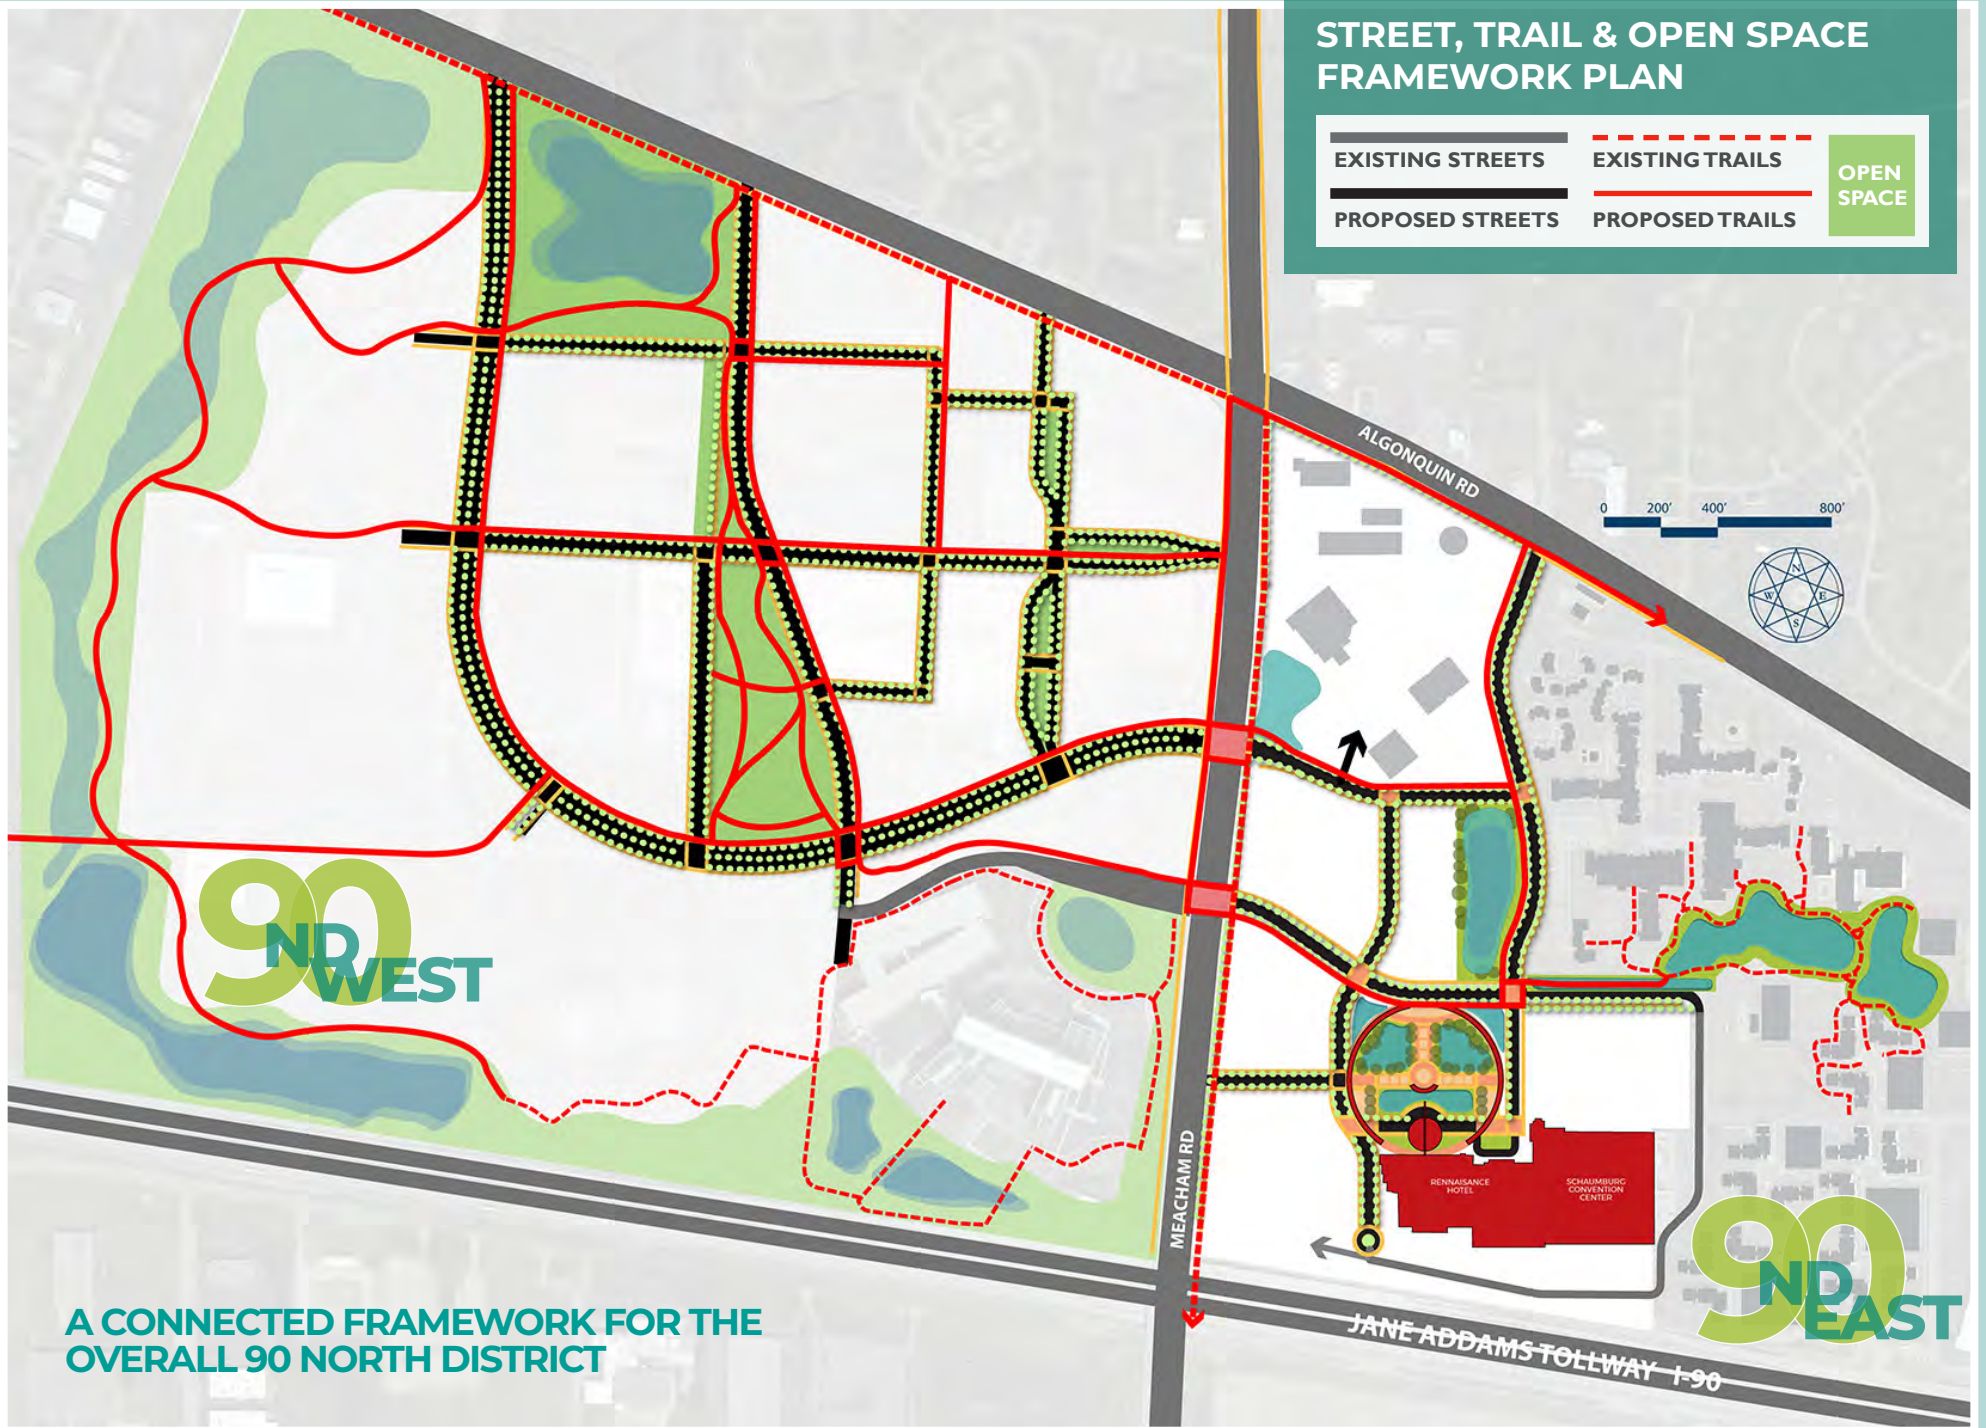 STREET, TRAIL & OPEN SPACE
FRAMEWORK PLAN
EXISTING STREETS
EXISTING TRAILS
PROPOSED STREETS
PROPOSED TRAILS
OPEN
SPACE
ALGONQUIN RD
0 200' 400' 800'
N
W
E
S
90
ND
WEST
MEACHAM RD
RENNAISANCE
HOTEL
SCHAUMBURG
CONVENTION
CENTER
90
ND
EAST
JANE ADDAMS TOLLWAY I-90
A CONNECTED FRAMEWORK FOR THE
OVERALL 90 NORTH DISTRICT